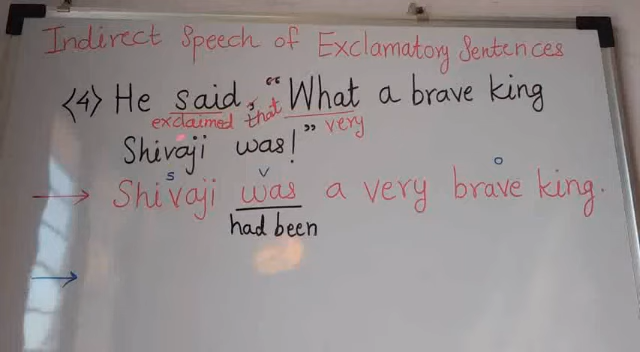 Indirect Speech of Exclamatory Sentences
<4> He said, "What a brave king
exclaimed that very
Shivaji was!"
S V O
→ Shivaji was a very brave king.
had been
→